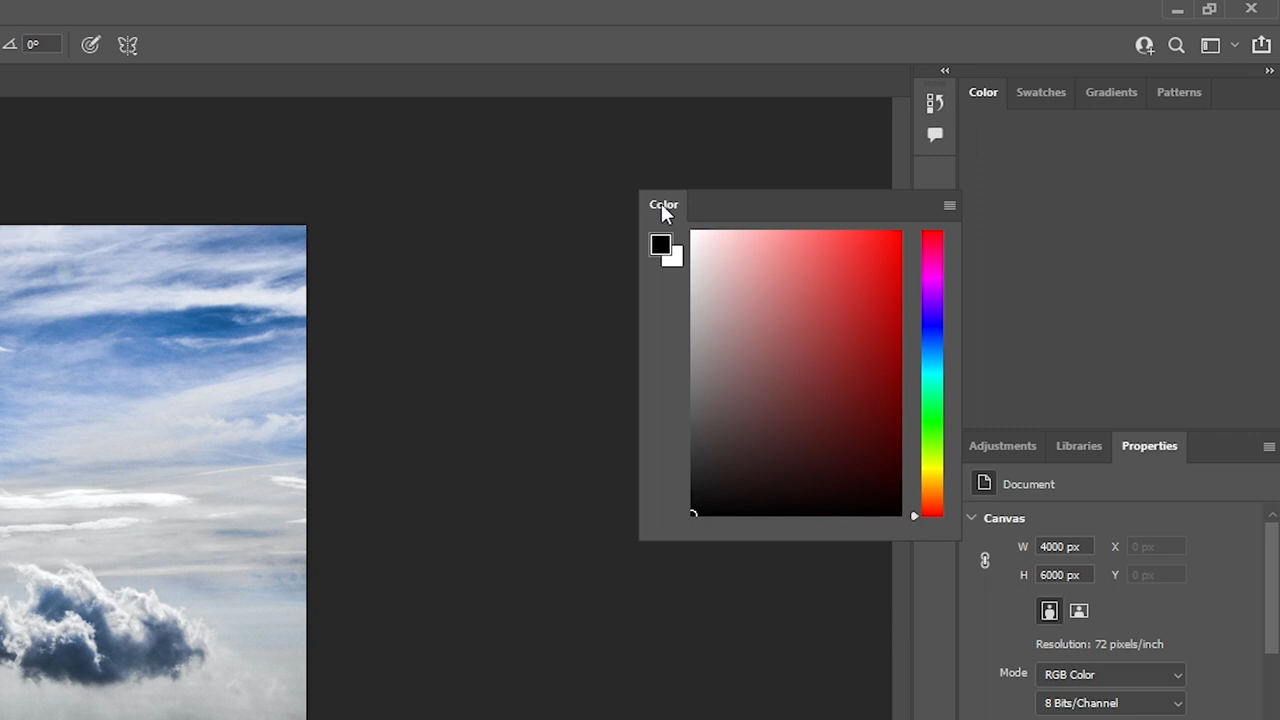 0°
Color Swatches Gradients Patterns
Color
Adjustments Libraries Properties
Document
Canvas
W 4000 px X 0 px
H 6000 px Y 0 px
Resolution: 72 pixels/inch
Mode RGB Color
8 Bits/Channel